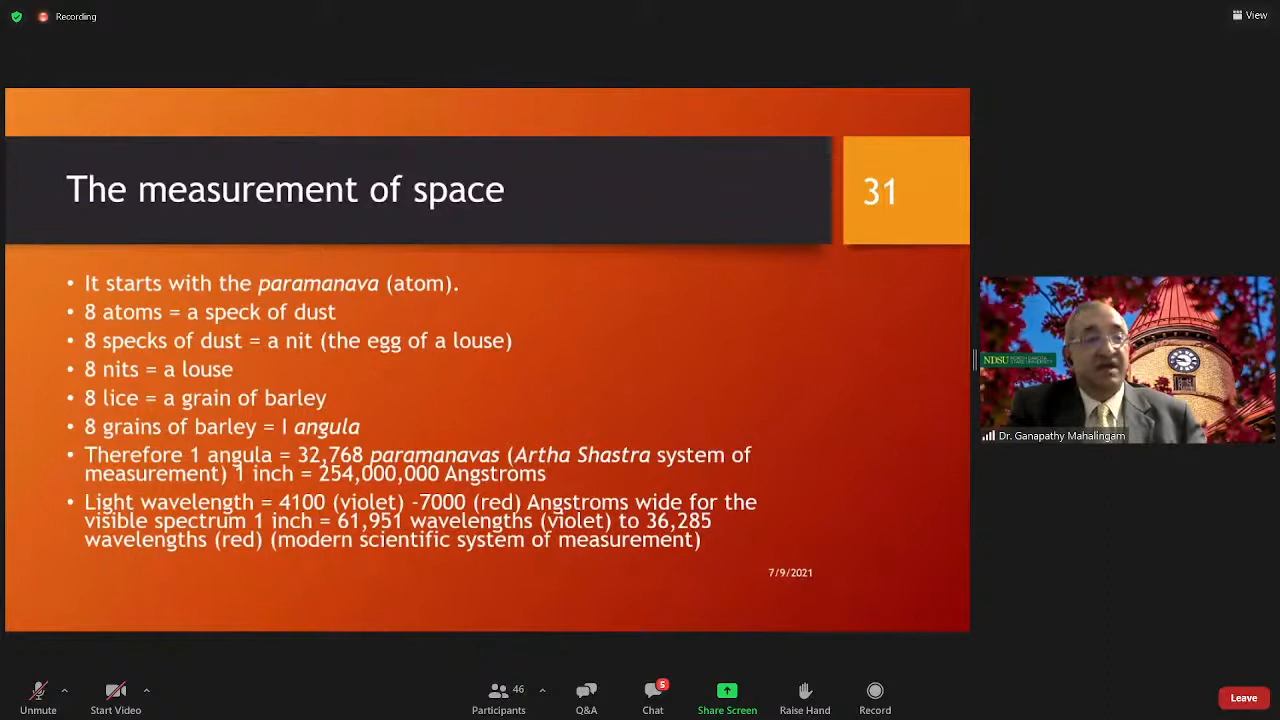 Recording
View
The measurement of space
31
• It starts with the paramanava (atom).
• 8 atoms = a speck of dust
• 8 specks of dust = a nit (the egg of a louse)
• 8 nits = a louse
• 8 lice = a grain of barley
• 8 grains of barley = I angula
• Therefore 1 angula = 32,768 paramanavas (Artha Shastra system of
measurement) 1 inch = 254,000,000 Angstroms
• Light wavelength = 4100 (violet) -7000 (red) Angstroms wide for the
visible spectrum 1 inch = 61,951 wavelengths (violet) to 36,285
wavelengths (red) (modern scientific system of measurement)
7/9/2021
NDSU NORTH DAKOTA
STATE UNIVERSITY
Dr. Ganapathy Mahalingam
Unmute
Start Video
46
Participants
Q&A
5
Chat
Share Screen
Raise Hand
Record
Leave